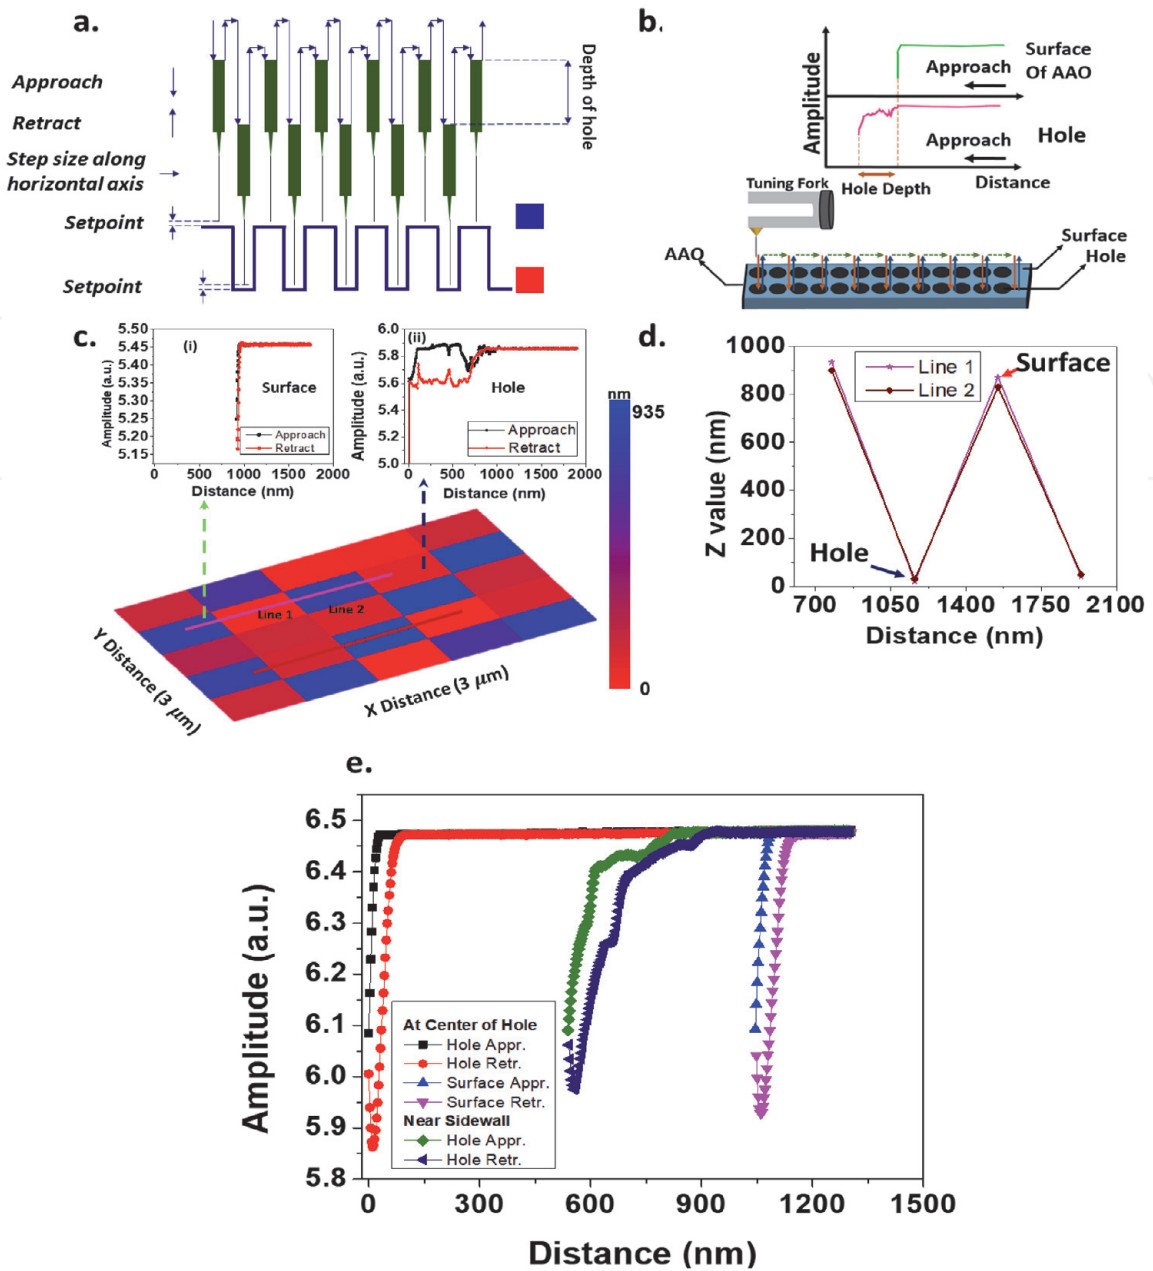 a.
Approach
Retract
Step size along
horizontal axis
Setpoint
Setpoint
Depth of hole
b.
Amplitude
Approach
Surface
Of AAO
Approach
Hole
Hole Depth
Distance
Tuning Fork
AAO
Surface
Hole
c.
(i)
5.50
5.45
5.40
5.35
5.30
5.25
5.20
5.15
Amplitude (a.u.)
Surface
Approach
Retract
0 500 1000 1500 2000
Distance (nm)
(ii)
6.0
5.8
5.6
5.4
5.2
5.0
Amplitude (a.u.)
Hole
Approach
Retract
0 500 1000 1500 2000
Distance (nm)
nm
935
0
Line 1
Line 2
Y Distance (3 μm)
X Distance (3 μm)
d.
1000
800
600
400
200
0
Z value (nm)
Line 1
Line 2
Surface
Hole
700 1050 1400 1750 2100
Distance (nm)
e.
6.5
6.4
6.3
6.2
6.1
6.0
5.9
5.8
Amplitude (a.u.)
At Center of Hole
Hole Appr.
Hole Retr.
Surface Appr.
Surface Retr.
Near Sidewall
Hole Appr.
Hole Retr.
0 300 600 900 1200 1500
Distance (nm)